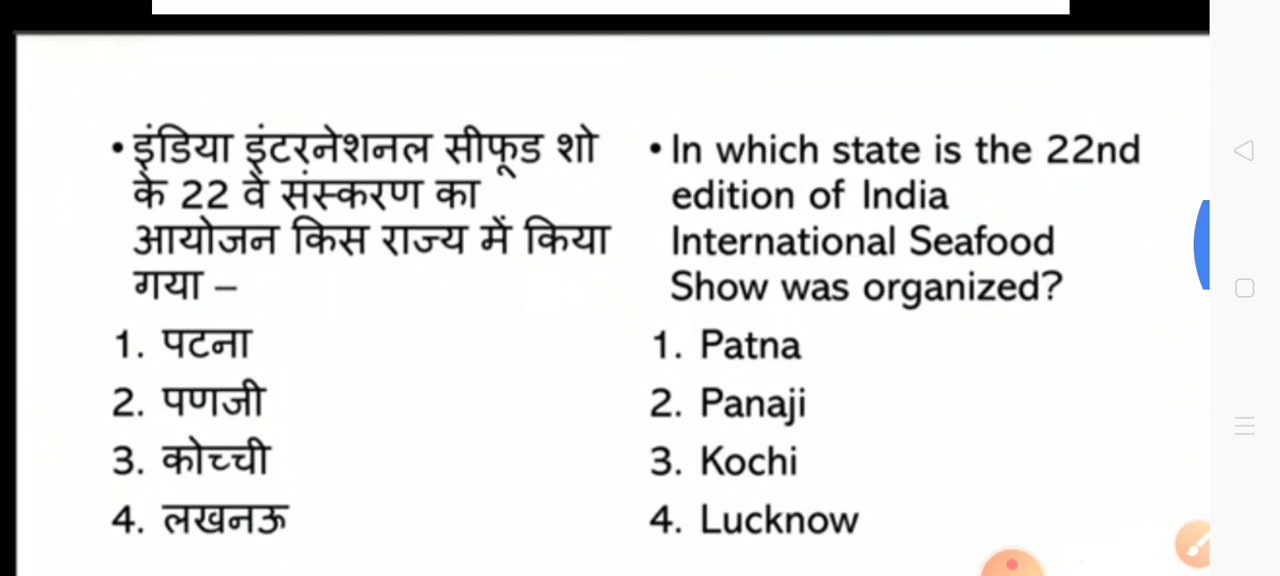 • इंडिया इंटरनेशनल सीफूड शो
के 22 वें संस्करण का
आयोजन किस राज्य में किया
गया –
1. पटना
2. पणजी
3. कोच्ची
4. लखनऊ
• In which state is the 22nd
edition of India
International Seafood
Show was organized?
1. Patna
2. Panaji
3. Kochi
4. Lucknow